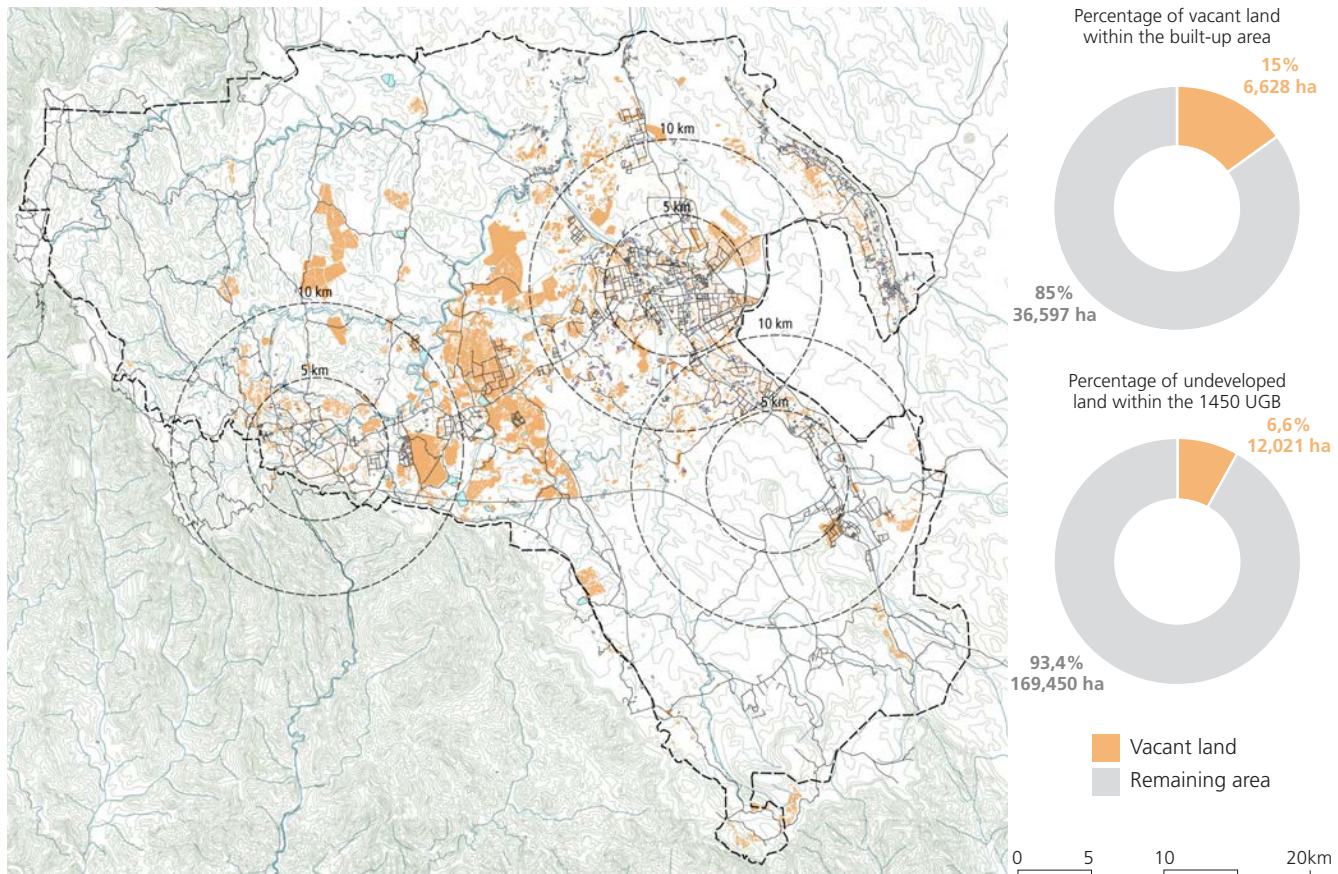 Percentage of vacant land
within the built-up area
15%
6,628 ha
85%
36,597 ha
Percentage of undeveloped
land within the 1450 UGB
6,6%
12,021 ha
93,4%
169,450 ha
Vacant land
Remaining area
0 5 10 20km
10 km
5 km
10 km
5 km
10 km
5 km